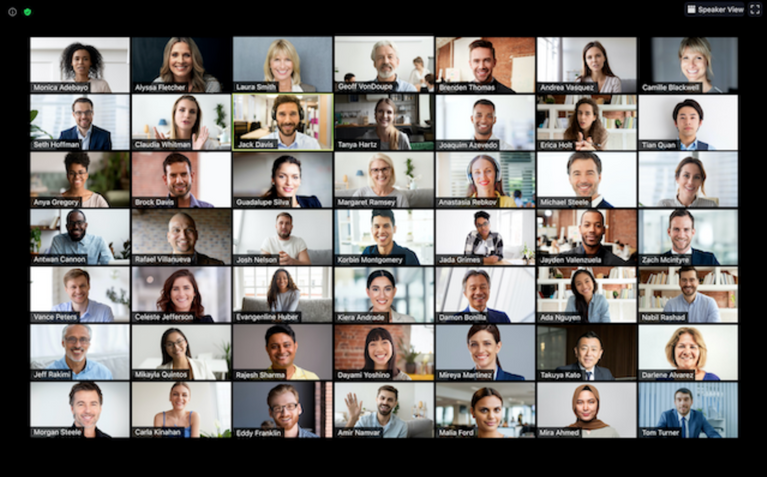 Speaker View
Monica Adebayo
Alyssa Fletcher
Laura Smith
Geoff VonDoupe
Brenden Thomas
Andrea Vasquez
Camille Blackwell
Seth Hoffman
Claudia Whitman
Jack Davis
Tanya Hartz
Joaquim Azevedo
Erica Holt
Tian Quan
Anya Gregory
Brock Davis
Guadalupe Silva
Margaret Ramsey
Anastasia Rebkov
Michael Steele
Antwan Cannon
Rafael Villanueva
Josh Nelson
Korbin Montgomery
Jada Grimes
Jayden Valenzuela
Zach Mcintyre
Vance Peters
Celeste Jefferson
Evangenline Huber
Kiera Andrade
Damon Bonilla
Ada Nguyen
Nabil Rashad
Jeff Rakimi
Mikayla Quintos
Rajesh Sharma
Dayami Yoshino
Mireya Martinez
Takuya Kato
Darlene Alvarez
Morgan Steele
Carla Kinahan
Eddy Franklin
Amir Namvar
Malia Ford
Mira Ahmed
Tom Turner